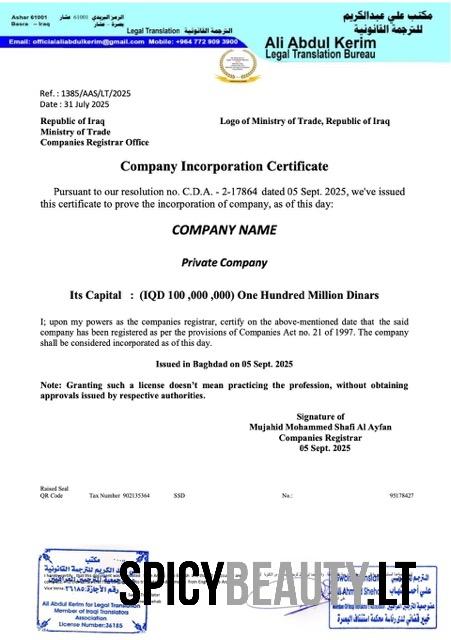 Ashar 61001 الرمز البريدي 61001 عشار
Basra – Iraq بصرة - عشار
Legal Translation الترجمة القانونية
Email: officialaliabdulkerim@gmail.com Mobile: +964 772 909 3900
مكتب علي عبدالكريم
للترجمة القانونية
Ali Abdul Kerim
Legal Translation Bureau
Ref. : 1385/AAS/LT/2025
Date : 31 July 2025
Republic of Iraq
Ministry of Trade
Companies Registrar Office
Logo of Ministry of Trade, Republic of Iraq
Company Incorporation Certificate
Pursuant to our resolution no. C.D.A. - 2-17864 dated 05 Sept. 2025, we've issued
this certificate to prove the incorporation of company, as of this day:
COMPANY NAME
Private Company
Its Capital : (IQD 100 ,000 ,000) One Hundred Million Dinars
I; upon my powers as the companies registrar, certify on the above-mentioned date that the said
company has been registered as per the provisions of Companies Act no. 21 of 1997. The company
shall be considered incorporated as of this day.
Issued in Baghdad on 05 Sept. 2025
Note: Granting such a license doesn't mean practicing the profession, without obtaining
approvals issued by respective authorities.
Signature of
Mujahid Mohammed Shafi Al Ayfan
Companies Registrar
05 Sept. 2025
Raised Seal
QR Code Tax Number 902135364 SSD No.: 95178427
مكتب
Ali Abdul Kerim for Legal Translation
Member of Iraqi Translators
Association
License Number:36185
SPICYBEAUTY.LT